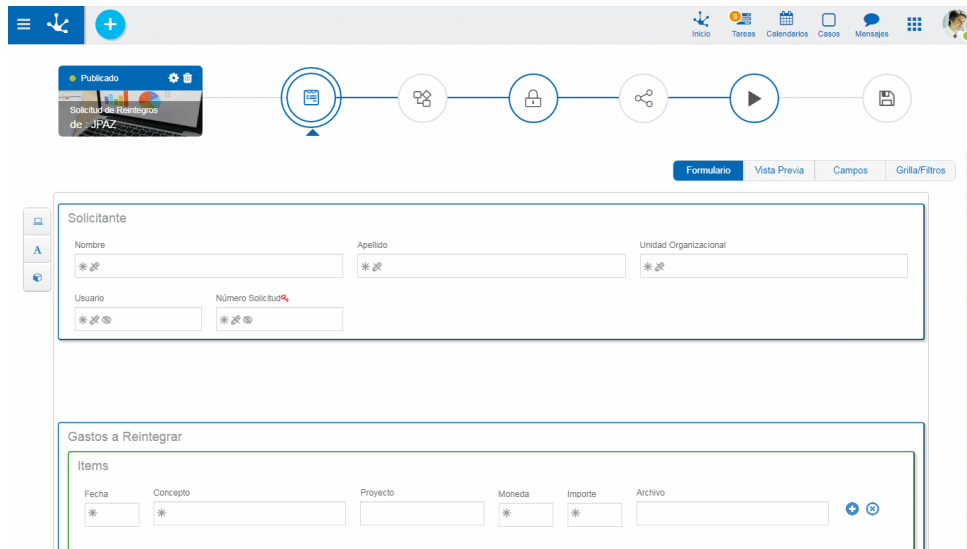 Inicio
8
Tareas
Calendarios
Casos
Mensajes
Publicado
Solicitud de Reintegros
de : JPAZ
Formulario
Vista Previa
Campos
Grilla/Filtros
A
Solicitante
Nombre
Apellido
Unidad Organizacional
Usuario
Número Solicitud
Gastos a Reintegrar
Items
Fecha
Concepto
Proyecto
Moneda
Importe
Archivo